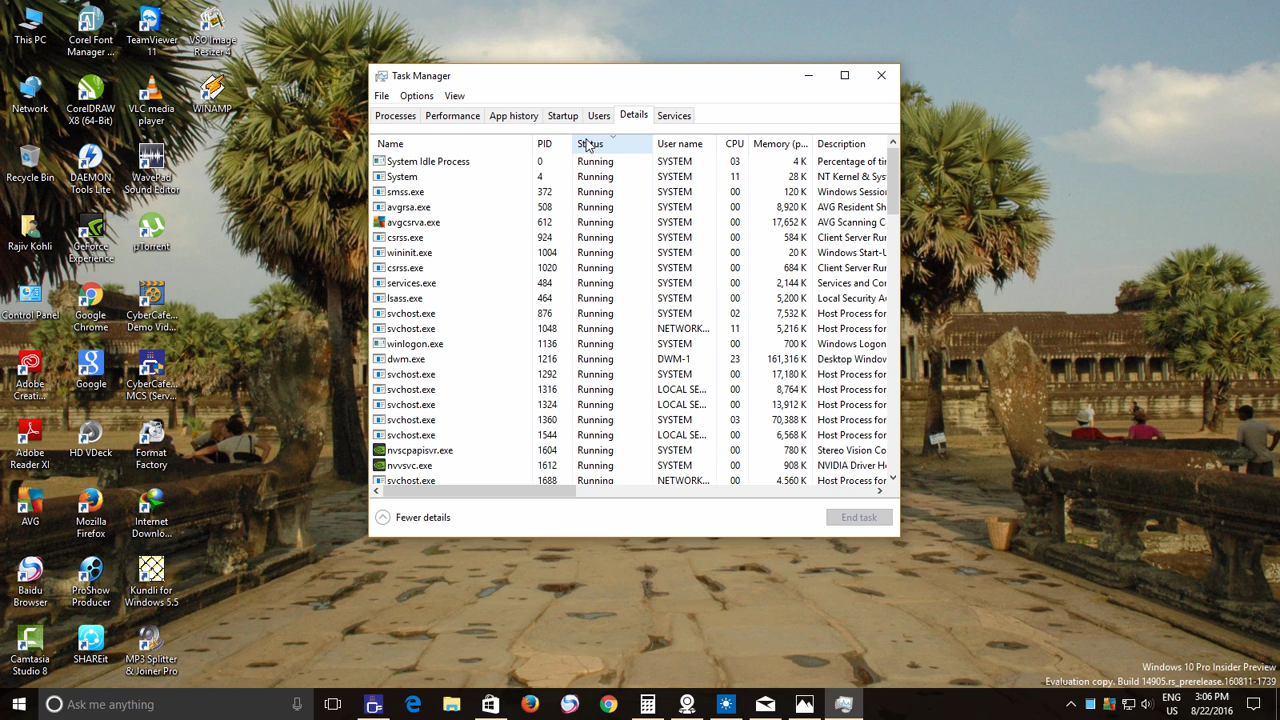 This PC
Corel Font
Manager ...
TeamViewer
11
VSO Image
Resizer 4
Network
CorelDRAW
X8 (64-Bit)
VLC media
player
WINAMP
Recycle Bin
DAEMON
Tools Lite
WavePad
Sound Editor
Rajiv Kohli
GeForce
Experience
µTorrent
Control Panel
Google
Chrome
CyberCafe...
Demo Vid...
Adobe
Creati...
Google
CyberCafe...
MCS (Serv...
Adobe
Reader XI
HD VDeck
Format
Factory
AVG
Mozilla
Firefox
Internet
Downlo...
Baidu
Browser
ProShow
Producer
Kundli for
Windows 5.5
Camtasia
Studio 8
SHAREit
MP3 Splitter
& Joiner Pro
Task Manager
File Options View
Processes Performance App history Startup Users Details Services
Name PID Status User name CPU Memory (p... Description
System Idle Process 0 Running SYSTEM 03 4 K Percentage of ti
System 4 Running SYSTEM 11 28 K NT Kernel & Sys
smss.exe 372 Running SYSTEM 00 120 K Windows Sessio
avgrsa.exe 508 Running SYSTEM 00 8,920 K AVG Resident Sh
avgcsrva.exe 612 Running SYSTEM 00 17,652 K AVG Scanning C
csrss.exe 924 Running SYSTEM 00 584 K Client Server Rur
wininit.exe 1004 Running SYSTEM 00 20 K Windows Start-U
csrss.exe 1020 Running SYSTEM 00 684 K Client Server Rur
services.exe 484 Running SYSTEM 00 2,144 K Services and Cor
lsass.exe 464 Running SYSTEM 00 5,200 K Local Security Au
svchost.exe 876 Running SYSTEM 02 7,532 K Host Process for
svchost.exe 1048 Running NETWORK... 11 5,216 K Host Process for
winlogon.exe 1136 Running SYSTEM 00 700 K Windows Logon
dwm.exe 1216 Running DWM-1 23 161,316 K Desktop Window
svchost.exe 1292 Running SYSTEM 00 17,180 K Host Process for
svchost.exe 1316 Running LOCAL SE... 00 8,764 K Host Process for
svchost.exe 1324 Running LOCAL SE... 00 13,912 K Host Process for
svchost.exe 1360 Running SYSTEM 03 70,388 K Host Process for
svchost.exe 1544 Running LOCAL SE... 00 6,568 K Host Process for
nvscpapisvr.exe 1604 Running SYSTEM 00 780 K Stereo Vision Co
nvvsvc.exe 1612 Running SYSTEM 00 908 K NVIDIA Driver He
svchost.exe 1688 Running NETWORK... 00 4,560 K Host Process for
Fewer details End task
Windows 10 Pro Insider Preview
Evaluation copy. Build 14905.rs_prerelease.160811-1739
Ask me anything
ENG
US
3:06 PM
8/22/2016